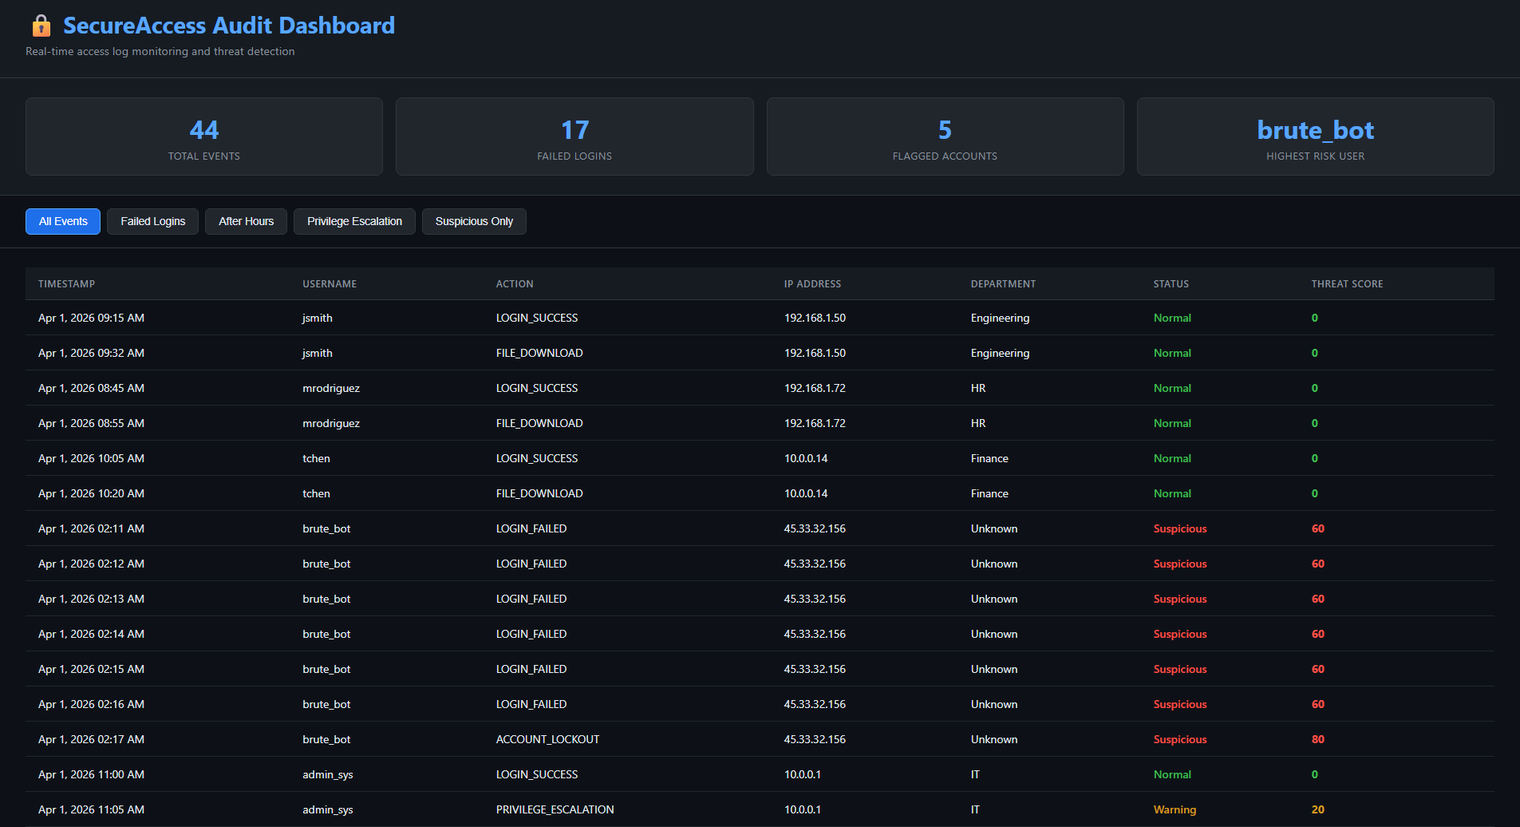 SecureAccess Audit Dashboard
Real-time access log monitoring and threat detection
44
TOTAL EVENTS
17
FAILED LOGINS
5
FLAGGED ACCOUNTS
brute_bot
HIGHEST RISK USER
All Events Failed Logins After Hours Privilege Escalation Suspicious Only
TIMESTAMP USERNAME ACTION IP ADDRESS DEPARTMENT STATUS THREAT SCORE
Apr 1, 2026 09:15 AM jsmith LOGIN_SUCCESS 192.168.1.50 Engineering Normal 0
Apr 1, 2026 09:32 AM jsmith FILE_DOWNLOAD 192.168.1.50 Engineering Normal 0
Apr 1, 2026 08:45 AM mrodriguez LOGIN_SUCCESS 192.168.1.72 HR Normal 0
Apr 1, 2026 08:55 AM mrodriguez FILE_DOWNLOAD 192.168.1.72 HR Normal 0
Apr 1, 2026 10:05 AM tchen LOGIN_SUCCESS 10.0.0.14 Finance Normal 0
Apr 1, 2026 10:20 AM tchen FILE_DOWNLOAD 10.0.0.14 Finance Normal 0
Apr 1, 2026 02:11 AM brute_bot LOGIN_FAILED 45.33.32.156 Unknown Suspicious 60
Apr 1, 2026 02:12 AM brute_bot LOGIN_FAILED 45.33.32.156 Unknown Suspicious 60
Apr 1, 2026 02:13 AM brute_bot LOGIN_FAILED 45.33.32.156 Unknown Suspicious 60
Apr 1, 2026 02:14 AM brute_bot LOGIN_FAILED 45.33.32.156 Unknown Suspicious 60
Apr 1, 2026 02:15 AM brute_bot LOGIN_FAILED 45.33.32.156 Unknown Suspicious 60
Apr 1, 2026 02:16 AM brute_bot LOGIN_FAILED 45.33.32.156 Unknown Suspicious 60
Apr 1, 2026 02:17 AM brute_bot ACCOUNT_LOCKOUT 45.33.32.156 Unknown Suspicious 80
Apr 1, 2026 11:00 AM admin_sys LOGIN_SUCCESS 10.0.0.1 IT Normal 0
Apr 1, 2026 11:05 AM admin_sys PRIVILEGE_ESCALATION 10.0.0.1 IT Warning 20